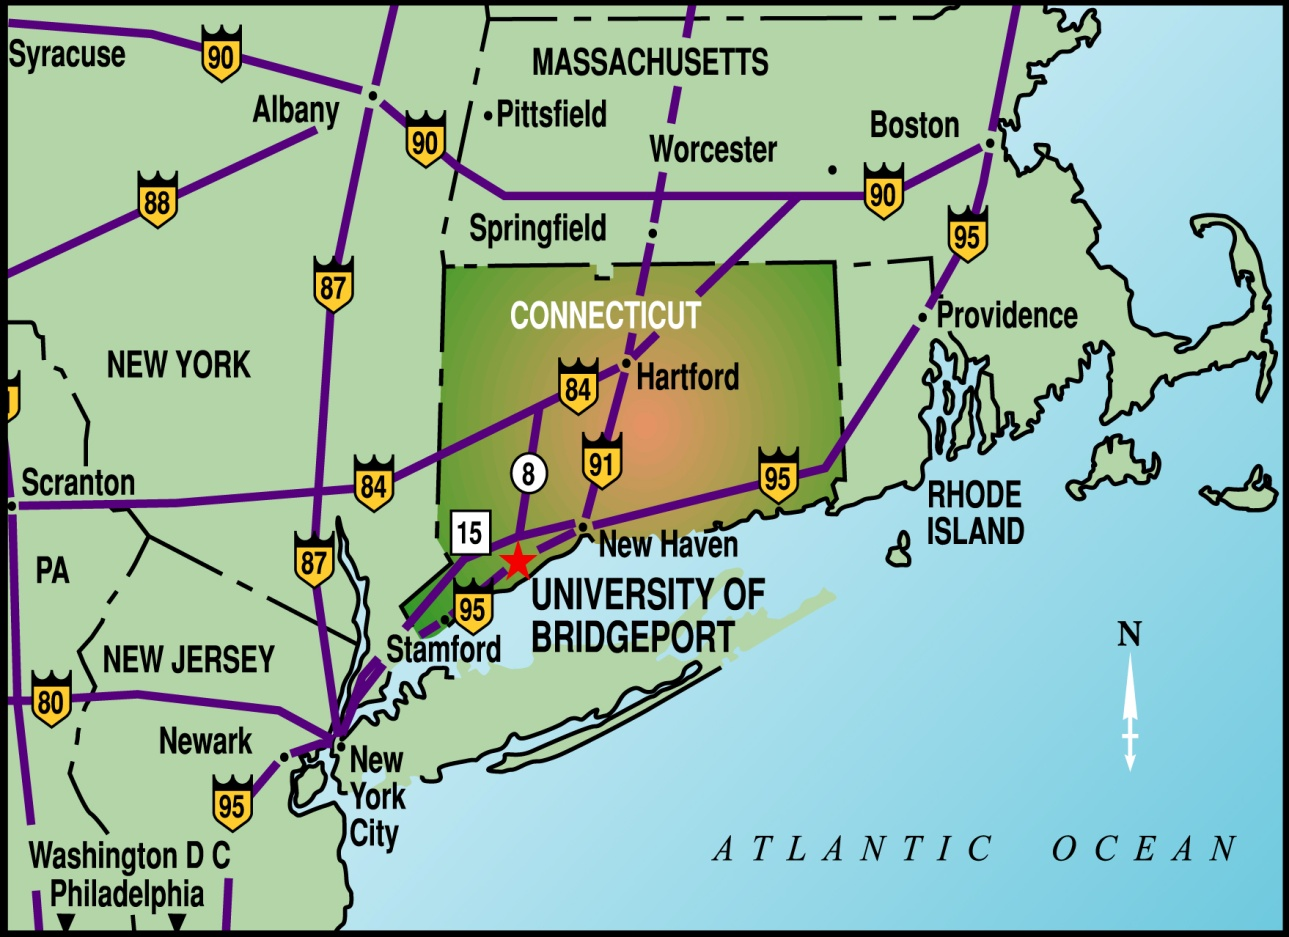 Syracuse
90
MASSACHUSETTS
Albany
Pittsfield
90
Boston
Worcester
88
90
Springfield
95
87
CONNECTICUT
Providence
NEW YORK
Hartford
84
91
8
84
95
Scranton
RHODE
ISLAND
15
New Haven
87
PA
95
UNIVERSITY OF
BRIDGEPORT
Stamford
N
NEW JERSEY
80
Newark
New
York
City
95
ATLANTIC OCEAN
Washington D C
Philadelphia